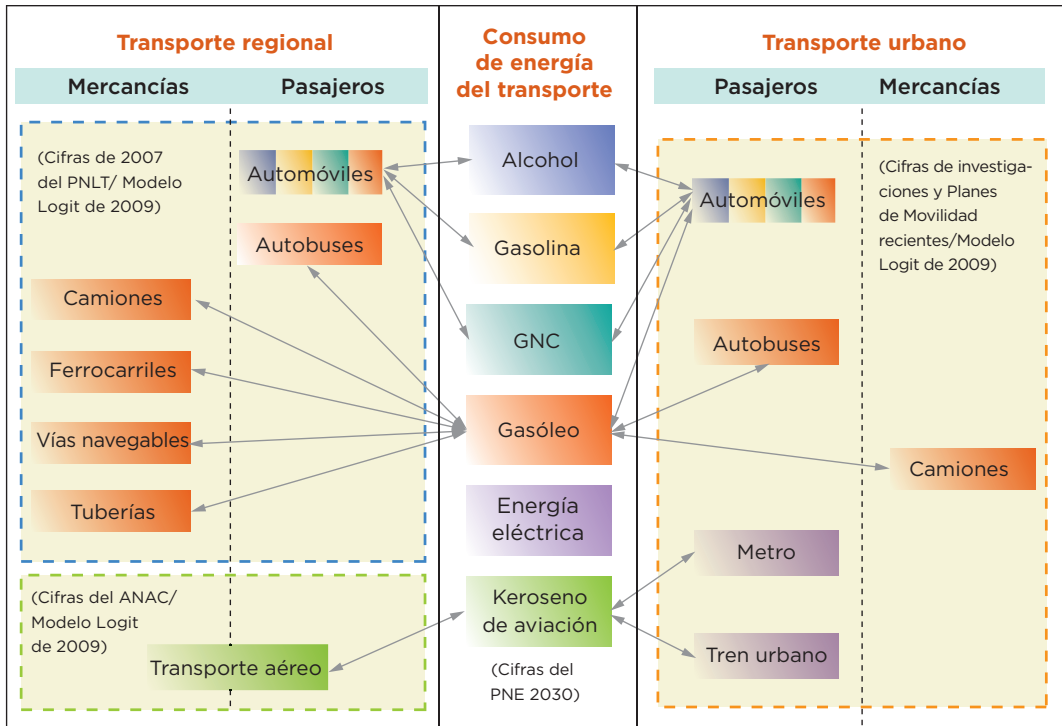 Transporte regional
Mercancías
Pasajeros
(Cifras de 2007
del PNLT/ Modelo
Logit de 2009)
Automóviles
Autobuses
Camiones
Ferrocarriles
Vías navegables
Tuberías
(Cifras del ANAC/
Modelo Logit
de 2009)
Transporte aéreo
Consumo
de energía
del transporte
Alcohol
Gasolina
GNC
Gasóleo
Energía
eléctrica
Keroseno
de aviación
(Cifras del
PNE 2030)
Transporte urbano
Pasajeros
Mercancías
Automóviles
(Cifras de investiga-
ciones y Planes
de Movilidad
recientes/Modelo
Logit de 2009)
Autobuses
Camiones
Metro
Tren urbano